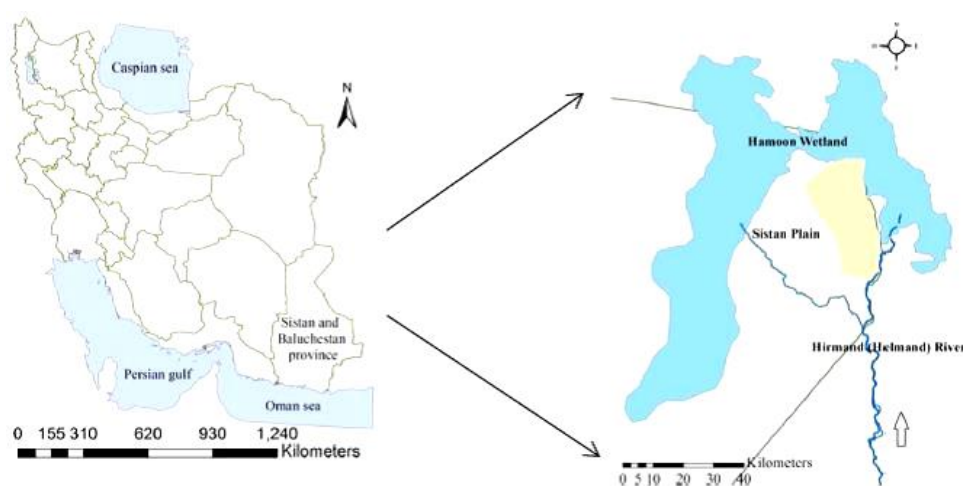 Caspian sea
N
Sistan and
Baluchestan
province
Persian gulf
Oman sea
0 155 310 620 930 1,240
Kilometers
Hamoon Wetland
Sistan Plain
Hirmand (Helmand) River
Kilometers
0 5 10 20 30 40